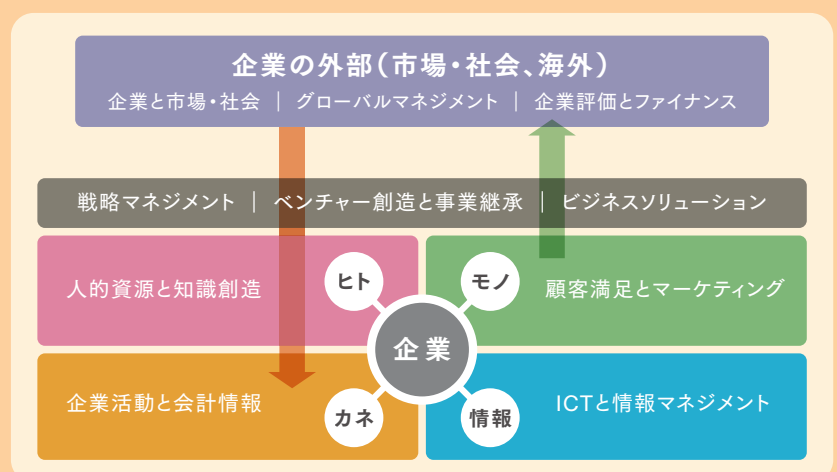 企業の外部(市場・社会、海外)
企業と市場・社会 | グローバルマネジメント | 企業評価とファイナンス
戦略マネジメント | ベンチャー創造と事業継承 | ビジネスソリューション
人的資源と知識創造
ヒト
モノ
顧客満足とマーケティング
企業
企業活動と会計情報
カネ
情報
ICTと情報マネジメント